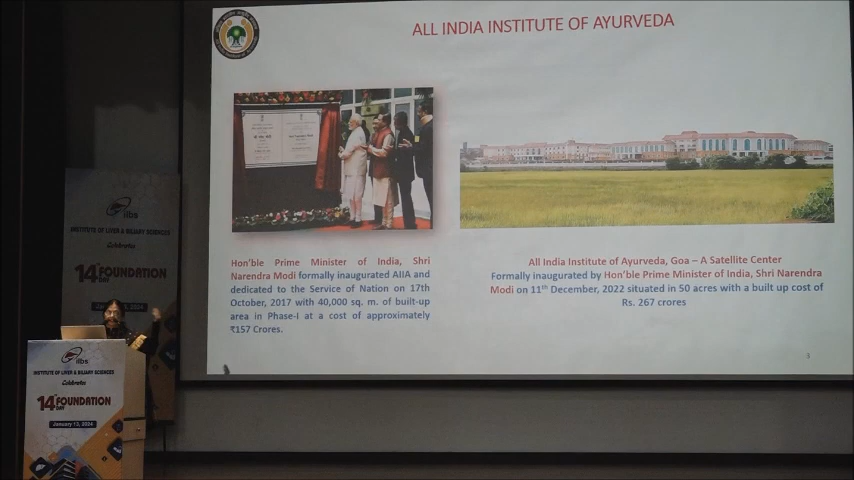 ALL INDIA INSTITUTE OF AYURVEDA
Hon'ble Prime Minister of India, Shri
Narendra Modi formally inaugurated AIIA and
dedicated to the Service of Nation on 17th
October, 2017 with 40,000 sq. m. of built-up
area in Phase-I at a cost of approximately
₹157 Crores.
All India Institute of Ayurveda, Goa – A Satellite Center
Formally inaugurated by Hon'ble Prime Minister of India, Shri Narendra
Modi on 11th December, 2022 situated in 50 acres with a built up cost of
Rs. 267 crores
INSTITUTE OF LIVER & BILIARY SCIENCES
Celebrates
14th FOUNDATION
DAY
INSTITUTE OF LIVER & BILIARY SCIENCES
Celebrates
14th FOUNDATION
DAY
January 13, 2024